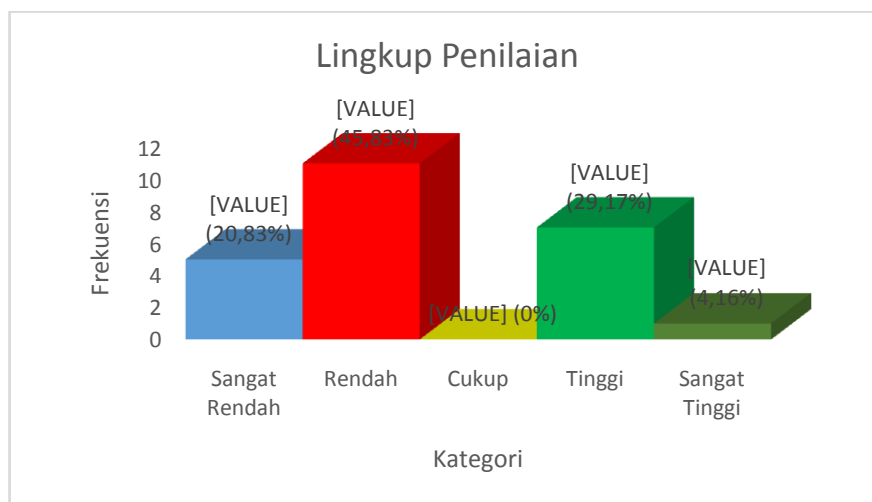 Lingkup Penilaian
[VALUE]
(45,83%)
[VALUE]
(29,17%)
[VALUE]
(20,83%)
[VALUE]
(4,16%)
[VALUE] (0%)
Frekuensi
12
10
8
6
4
2
0
Sangat
Rendah
Rendah
Cukup
Tinggi
Sangat
Tinggi
Kategori